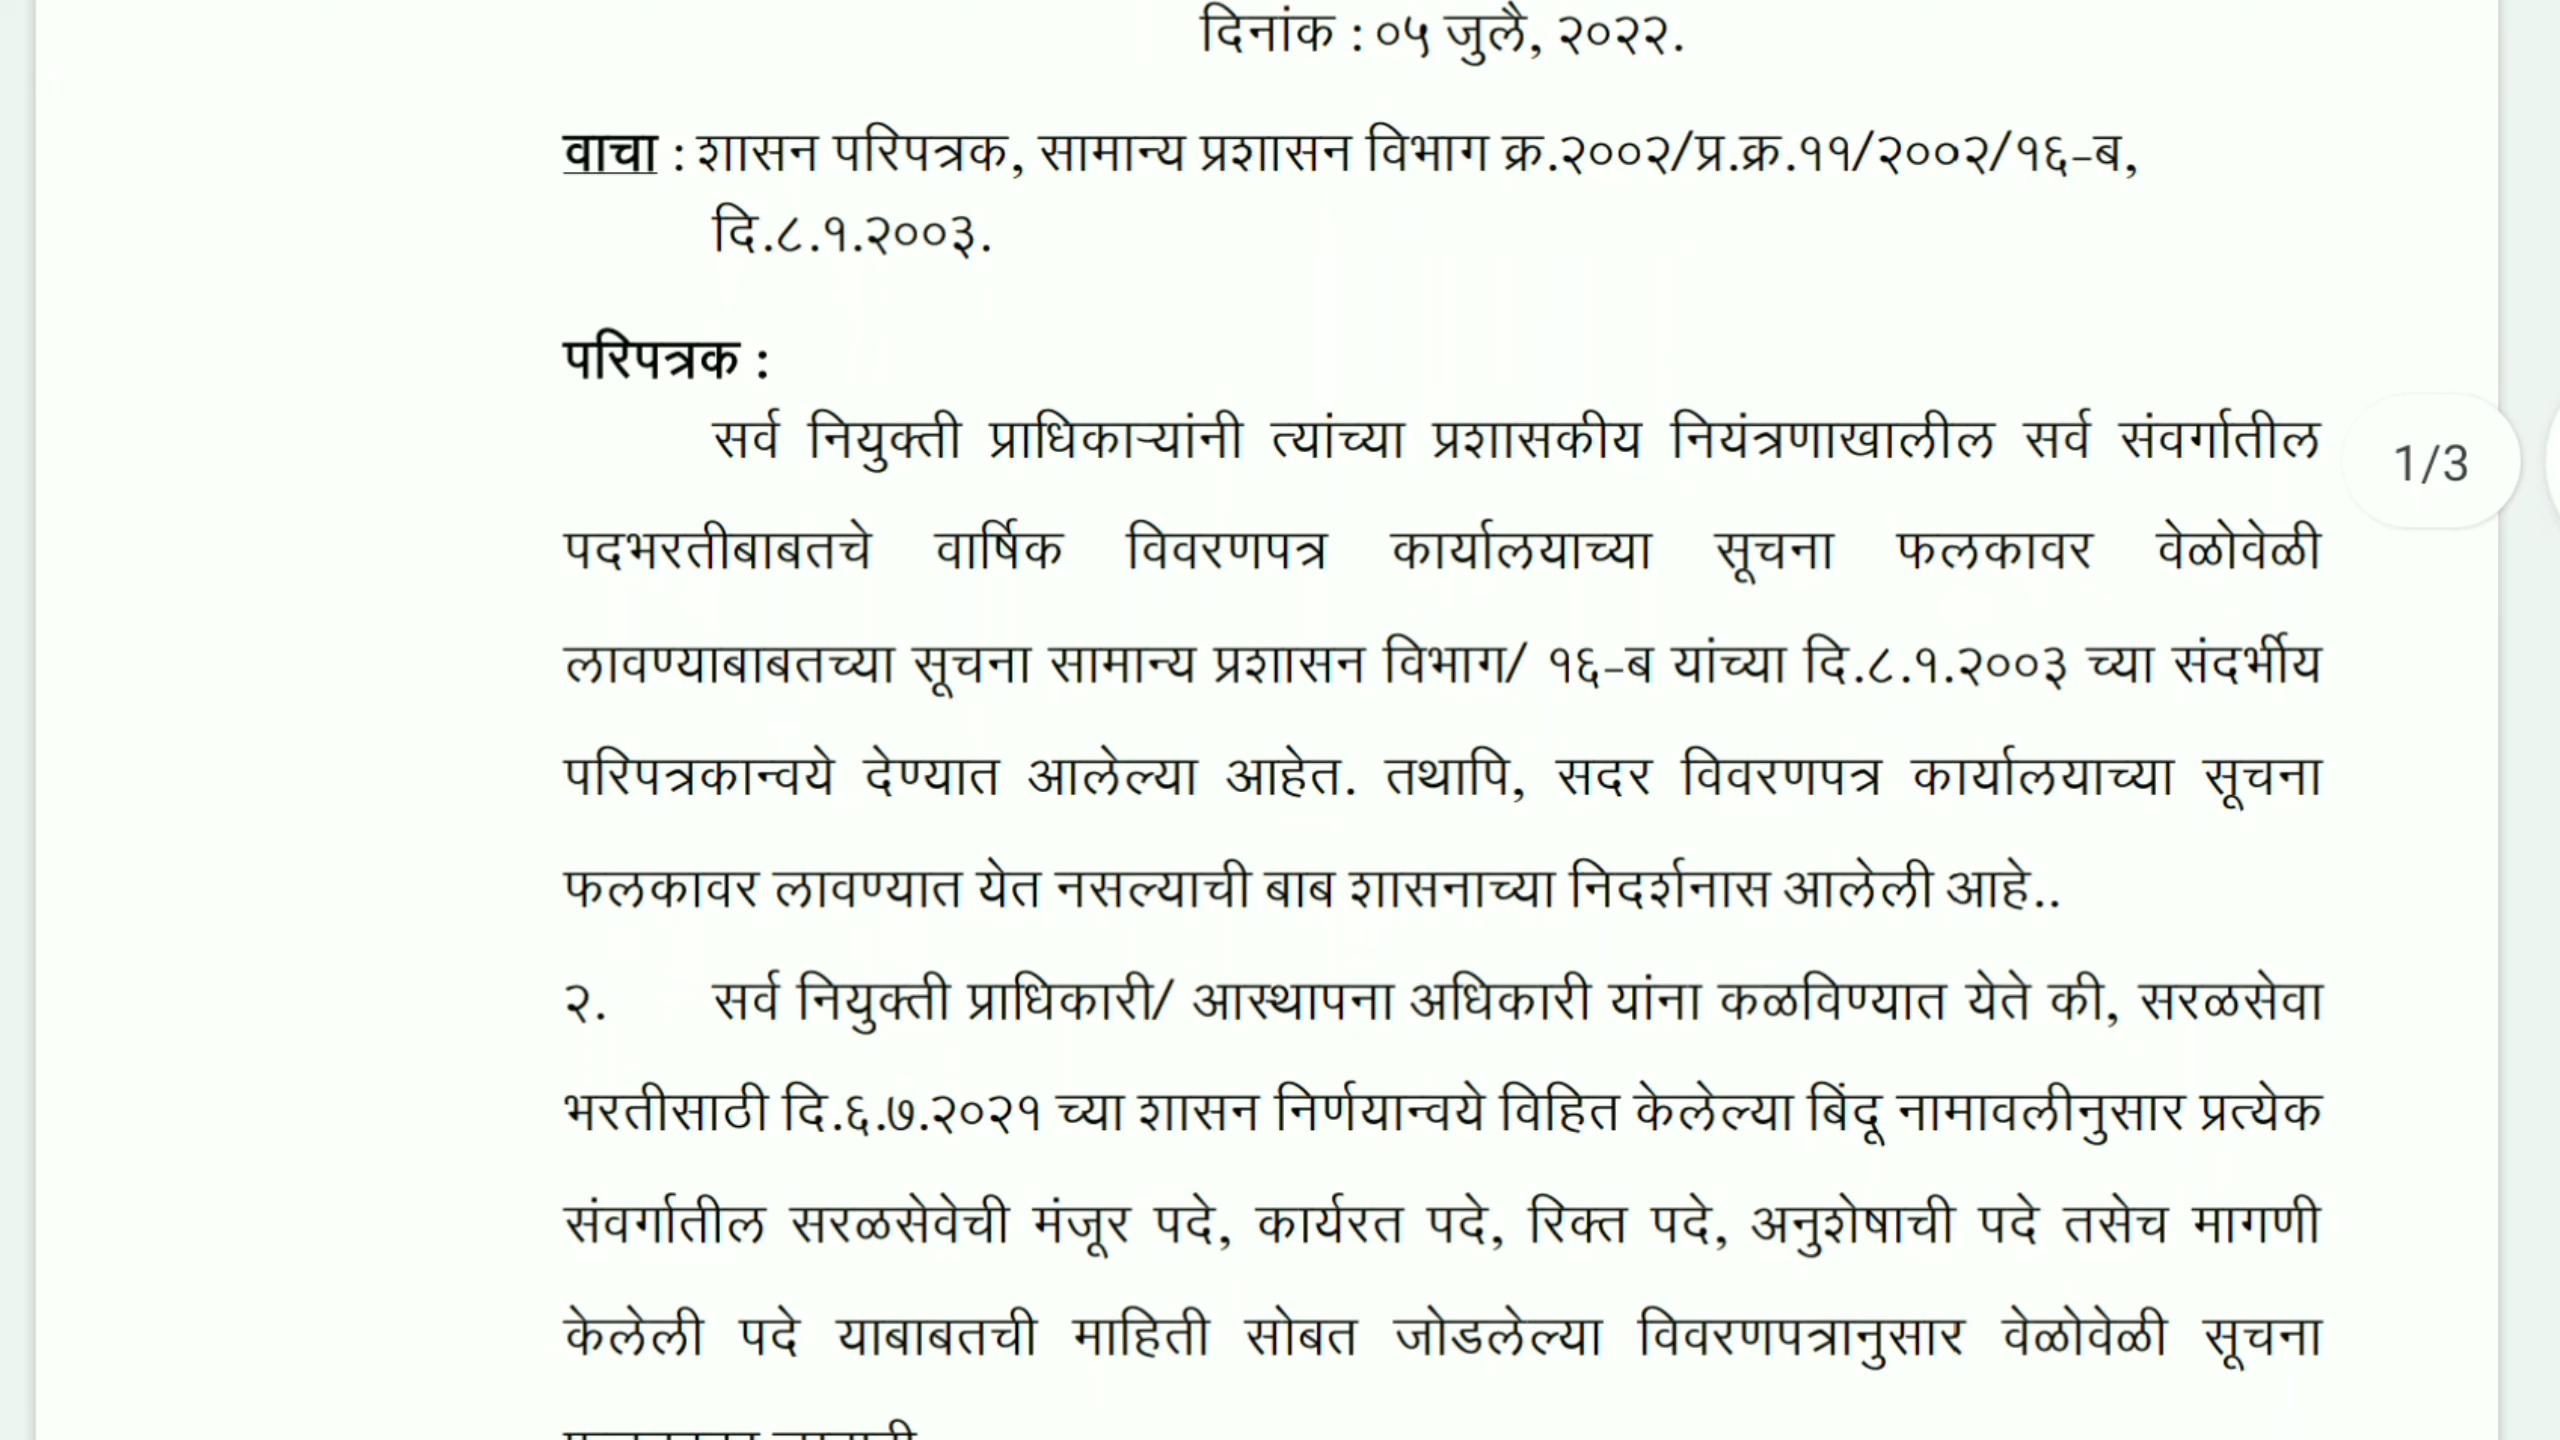 दिनांक : ०५ जुलै, २०२२.
वाचा : शासन परिपत्रक, सामान्य प्रशासन विभाग क्र.२००२/प्र.क्र.११/२००२/१६-ब,
दि.८.१.२००३.
परिपत्रक :
सर्व नियुक्ती प्राधिकाऱ्यांनी त्यांच्या प्रशासकीय नियंत्रणाखालील सर्व संवर्गातील
1/3
पदभरतीबाबतचे वार्षिक विवरणपत्र कार्यालयाच्या सूचना फलकावर वेळोवेळी
लावण्याबाबतच्या सूचना सामान्य प्रशासन विभाग/ १६-ब यांच्या दि.८.१.२००३ च्या संदर्भीय
परिपत्रकान्वये देण्यात आलेल्या आहेत. तथापि, सदर विवरणपत्र कार्यालयाच्या सूचना
फलकावर लावण्यात येत नसल्याची बाब शासनाच्या निदर्शनास आलेली आहे..
२. सर्व नियुक्ती प्राधिकारी/ आस्थापना अधिकारी यांना कळविण्यात येते की, सरळसेवा
भरतीसाठी दि.६.७.२०२१ च्या शासन निर्णयान्वये विहित केलेल्या बिंदू नामावलीनुसार प्रत्येक
संवर्गातील सरळसेवेची मंजूर पदे, कार्यरत पदे, रिक्त पदे, अनुशेषाची पदे तसेच मागणी
केलेली पदे याबाबतची माहिती सोबत जोडलेल्या विवरणपत्रानुसार वेळोवेळी सूचना